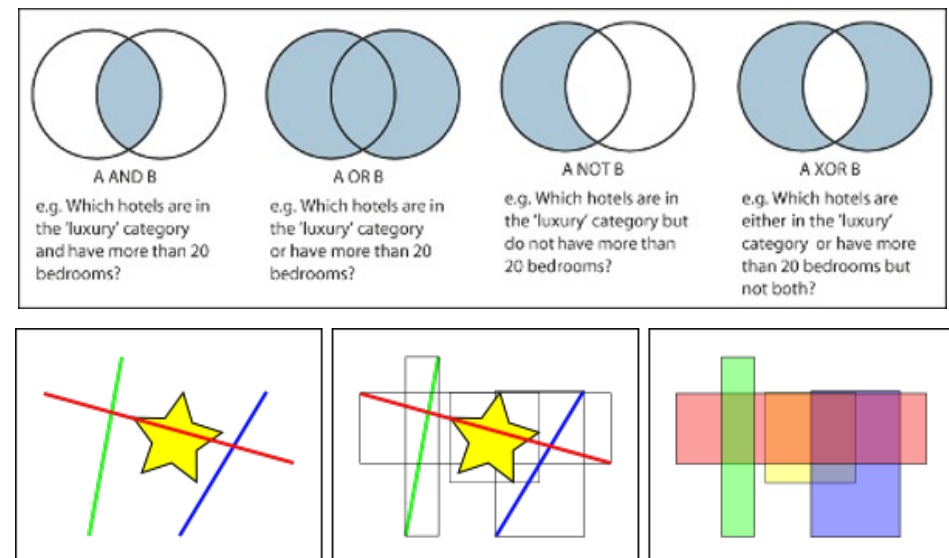 A AND B
e.g. Which hotels are in
the 'luxury' category
and have more than 20
bedrooms?
A OR B
e.g. Which hotels are in
the 'luxury' category
or have more than 20
bedrooms?
A NOT B
e.g. Which hotels are in
the 'luxury' category but
do not have more than
20 bedrooms?
A XOR B
e.g. Which hotels are
either in the 'luxury'
category or have more
than 20 bedrooms but
not both?